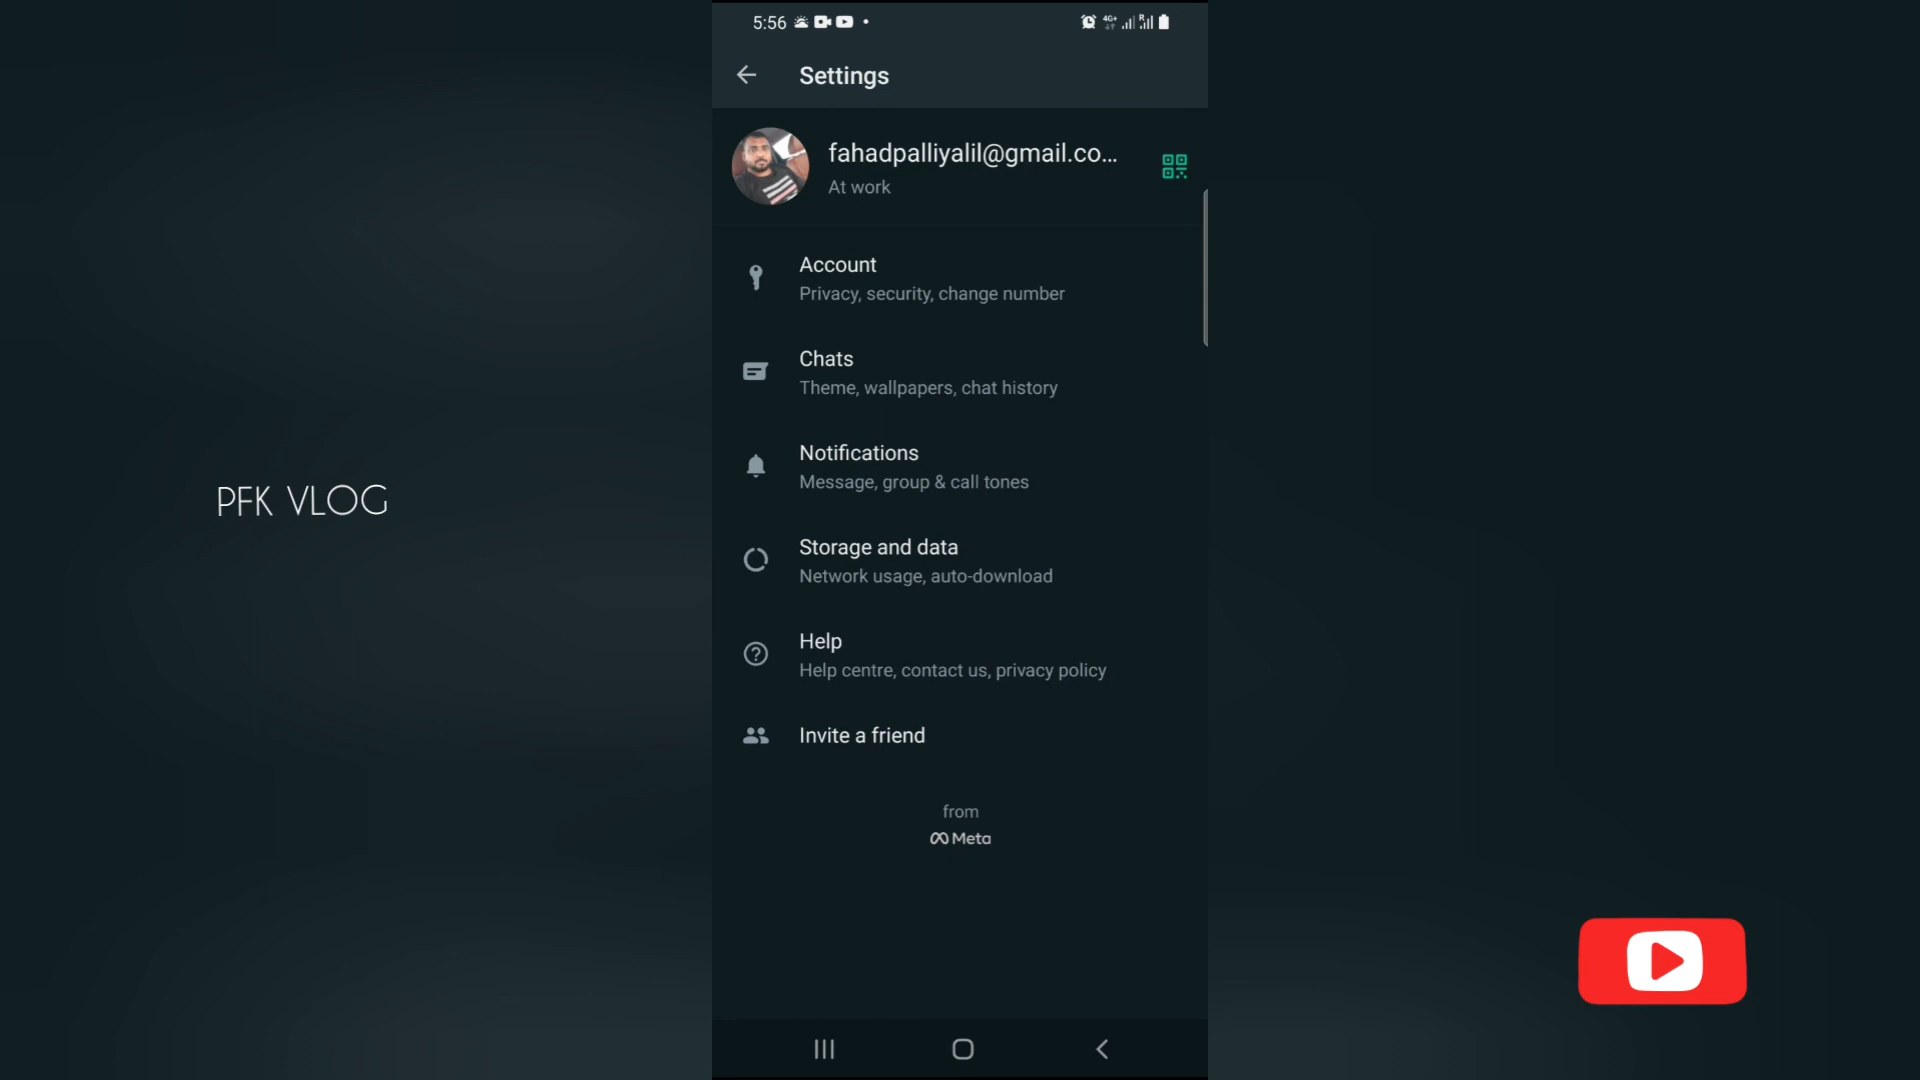 5:56
4G+
R
Settings
fahadpalliyalil@gmail.co...
At work
Account
Privacy, security, change number
Chats
Theme, wallpapers, chat history
Notifications
Message, group & call tones
PFK VLOG
Storage and data
Network usage, auto-download
Help
Help centre, contact us, privacy policy
Invite a friend
from
Meta